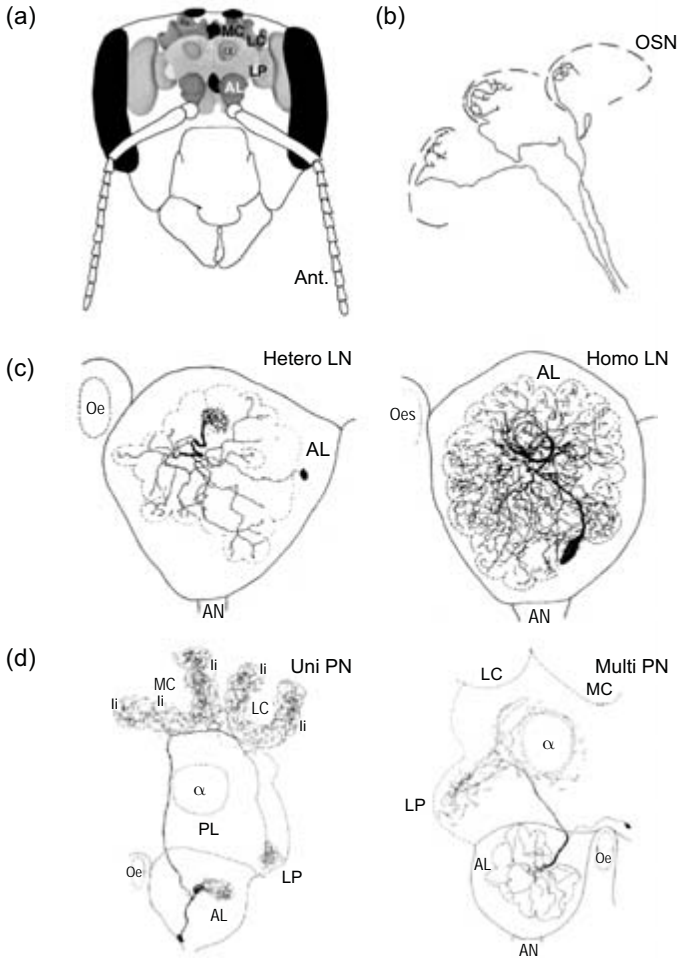 (a)
MC
LC
α
LP
AL
Ant.
(b)
OSN
(c)
Hetero LN
Oe
AL
AN
Homo LN
AL
Oes
AN
(d)
Uni PN
li
MC
li
li
li
LC
li
α
PL
Oe
LP
AL
Multi PN
LC
MC
α
LP
AL
Oe
AN